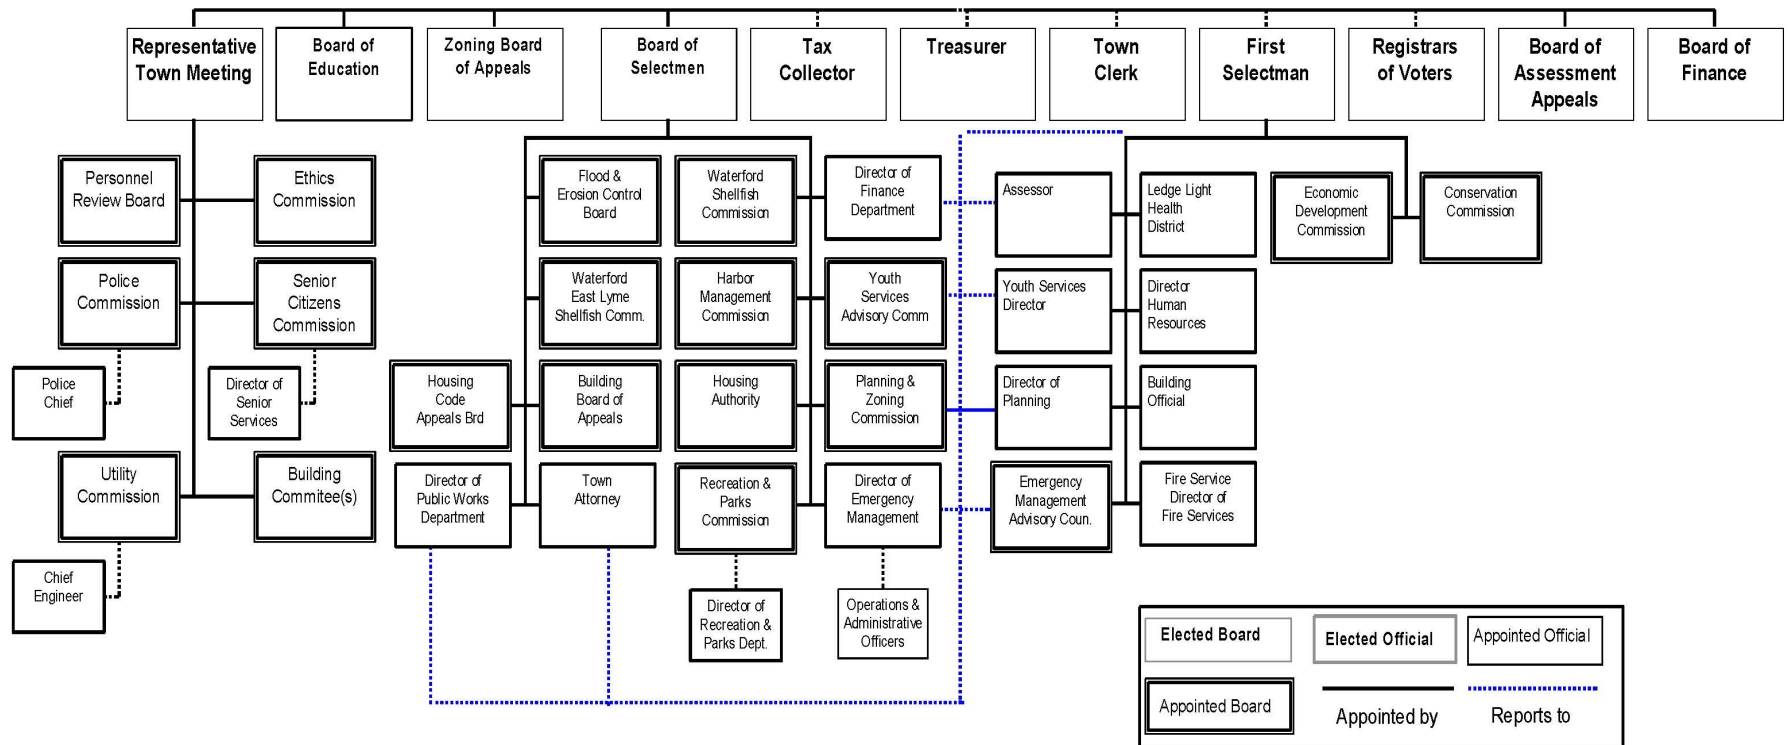 Representative
Town Meeting
Board of
Education
Zoning Board
of Appeals
Board of
Selectmen
Tax
Collector
Treasurer
Town
Clerk
First
Selectman
Registrars
of Voters
Board of
Assessment
Appeals
Board of
Finance
Personnel
Review Board
Ethics
Commission
Police
Commission
Senior
Citizens
Commission
Police
Chief
Director of
Senior
Services
Utility
Commission
Building
Commitee(s)
Chief
Engineer
Flood &
Erosion Control
Board
Waterford
Shellfish
Commission
Director of
Finance
Department
Waterford
East Lyme
Shellfish Comm.
Harbor
Management
Commission
Youth
Services
Advisory Comm
Housing
Code
Appeals Brd
Building
Board of
Appeals
Housing
Authority
Planning &
Zoning
Commission
Director of
Public Works
Department
Town
Attorney
Recreation &
Parks
Commission
Director of
Emergency
Management
Director of
Recreation &
Parks Dept.
Operations &
Administrative
Officers
Assessor
Ledge Light
Health
District
Economic
Development
Commission
Conservation
Commission
Youth Services
Director
Director
Human
Resources
Director of
Planning
Building
Official
Emergency
Management
Advisory Coun.
Fire Service
Director of
Fire Services
Elected Board
Elected Official
Appointed Official
Appointed Board
Appointed by
Reports to